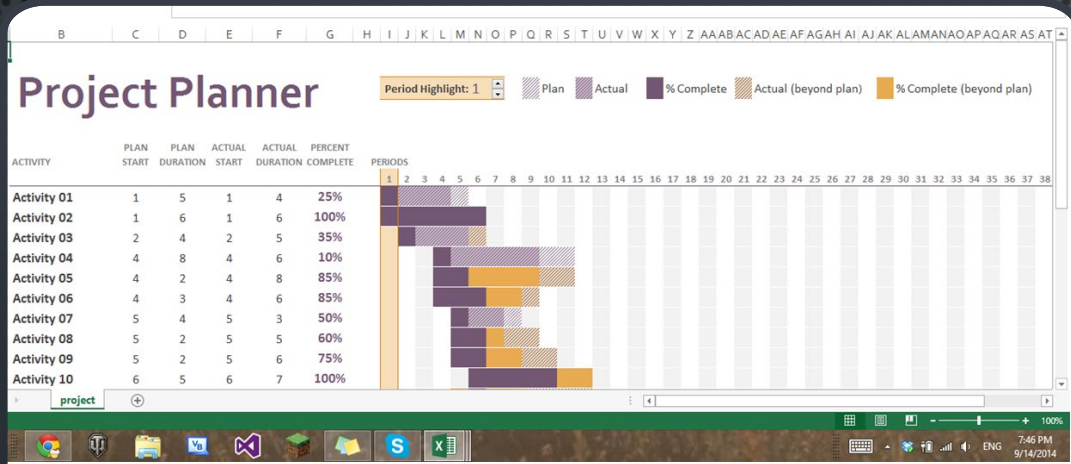 B C D E F G H I J K L M N O P Q R S T U V W X Y Z AA AB AC AD AE AF AG AH AI AJ AK AL AM AN AO AP AQ AR AS AT
Project Planner
Period Highlight: 1 Plan Actual % Complete Actual (beyond plan) % Complete (beyond plan)
PLAN PLAN ACTUAL ACTUAL PERCENT
ACTIVITY START DURATION START DURATION COMPLETE PERIODS
1 2 3 4 5 6 7 8 9 10 11 12 13 14 15 16 17 18 19 20 21 22 23 24 25 26 27 28 29 30 31 32 33 34 35 36 37 38
Activity 01 1 5 1 4 25%
Activity 02 1 6 1 6 100%
Activity 03 2 4 2 5 35%
Activity 04 4 8 4 6 10%
Activity 05 4 2 4 8 85%
Activity 06 4 3 4 6 85%
Activity 07 5 4 5 3 50%
Activity 08 5 2 5 5 60%
Activity 09 5 2 5 6 75%
Activity 10 6 5 6 7 100%
project
100%
VB S X ENG 7:46 PM
9/14/2014